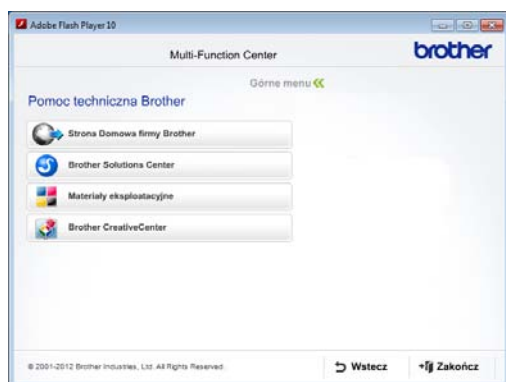 Adobe Flash Player 10
Multi-Function Center
brother
Górne menu
Pomoc techniczna Brother
Strona Domowa firmy Brother
Brother Solutions Center
Materiały eksploatacyjne
Brother CreativeCenter
© 2001-2012 Brother Industries, Ltd. All Rights Reserved.
Wstecz
Zakończ